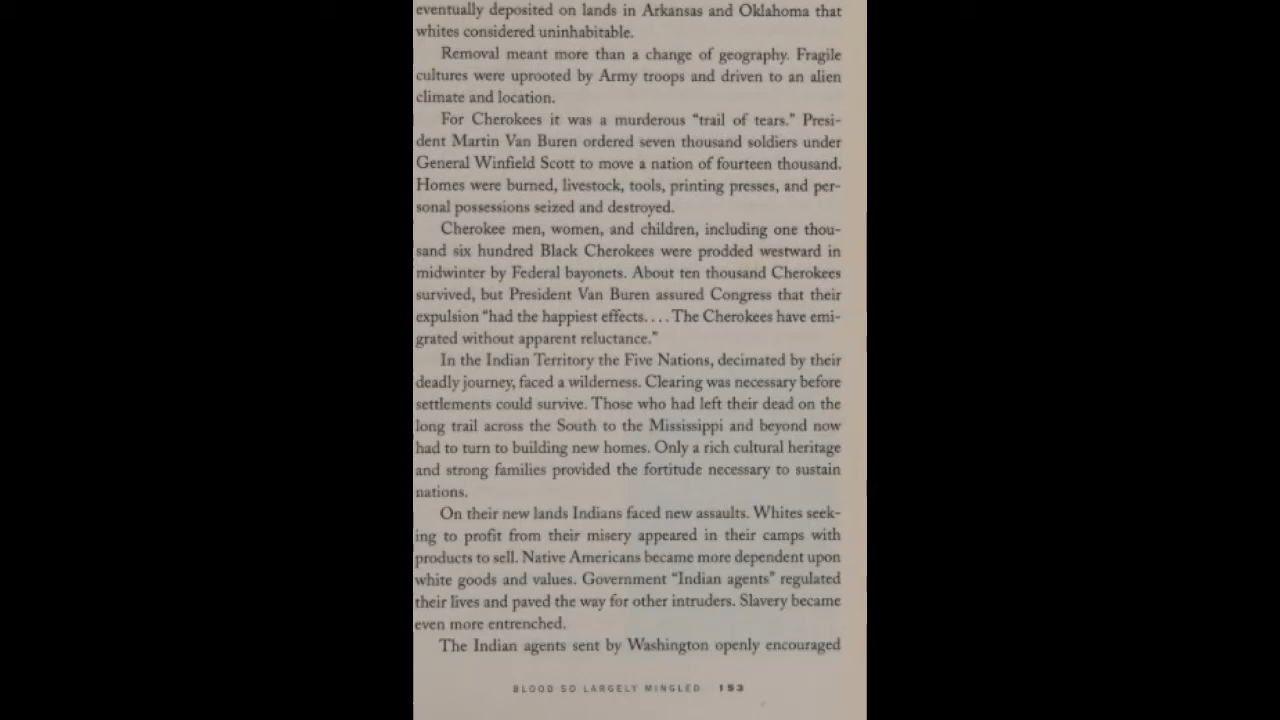 eventually deposited on lands in Arkansas and Oklahoma that
whites considered uninhabitable.
Removal meant more than a change of geography. Fragile
cultures were uprooted by Army troops and driven to an alien
climate and location.
For Cherokees it was a murderous "trail of tears." Presi-
dent Martin Van Buren ordered seven thousand soldiers under
General Winfield Scott to move a nation of fourteen thousand.
Homes were burned, livestock, tools, printing presses, and per-
sonal possessions seized and destroyed.
Cherokee men, women, and children, including one thou-
sand six hundred Black Cherokees were prodded westward in
midwinter by Federal bayonets. About ten thousand Cherokees
survived, but President Van Buren assured Congress that their
expulsion "had the happiest effects. . . . The Cherokees have emi-
grated without apparent reluctance."
In the Indian Territory the Five Nations, decimated by their
deadly journey, faced a wilderness. Clearing was necessary before
settlements could survive. Those who had left their dead on the
long trail across the South to the Mississippi and beyond now
had to turn to building new homes. Only a rich cultural heritage
and strong families provided the fortitude necessary to sustain
nations.
On their new lands Indians faced new assaults. Whites seek-
ing to profit from their misery appeared in their camps with
products to sell. Native Americans became more dependent upon
white goods and values. Government "Indian agents" regulated
their lives and paved the way for other intruders. Slavery became
even more entrenched.
The Indian agents sent by Washington openly encouraged
BLOOD SO LARGELY MINGLED 153